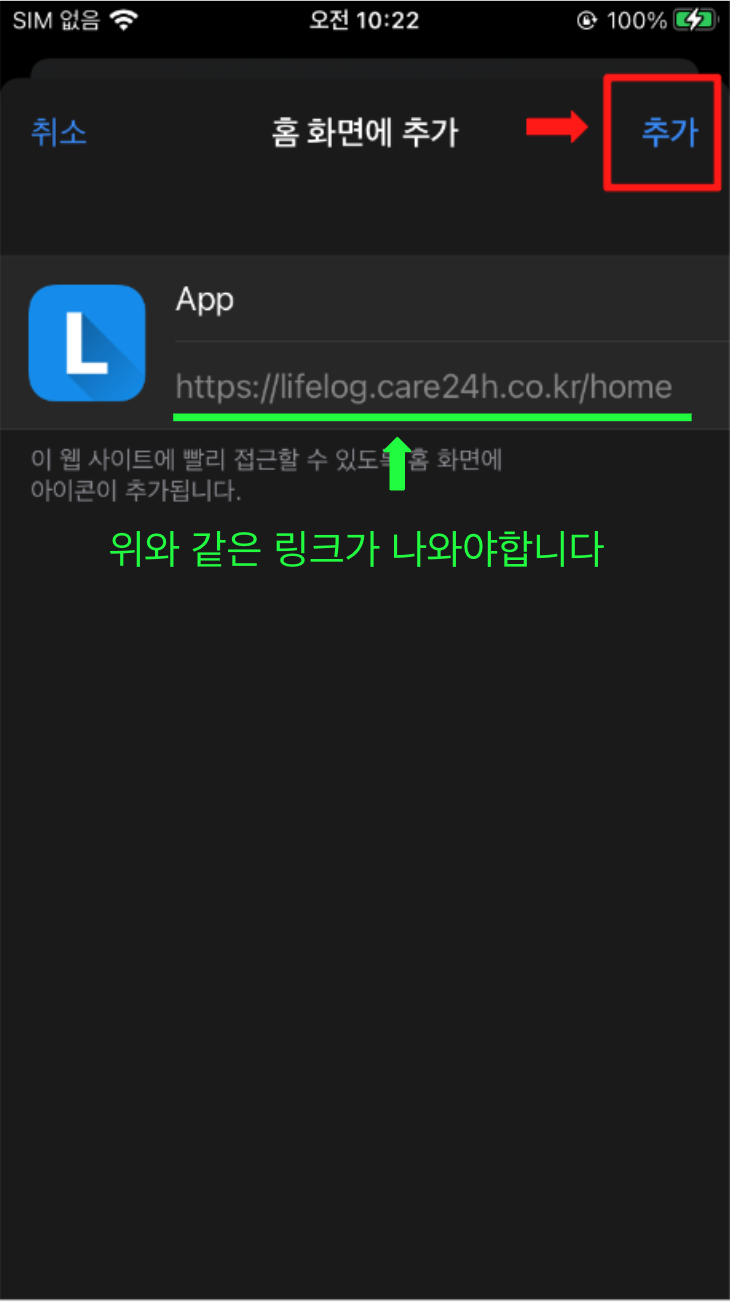 SIM 없음 오전 10:22 100%
취소 홈 화면에 추가 추가
App
L
https://lifelog.care24h.co.kr/home
이 웹 사이트에 빨리 접근할 수 있도록 홈 화면에
아이콘이 추가됩니다.
위와 같은 링크가 나와야합니다